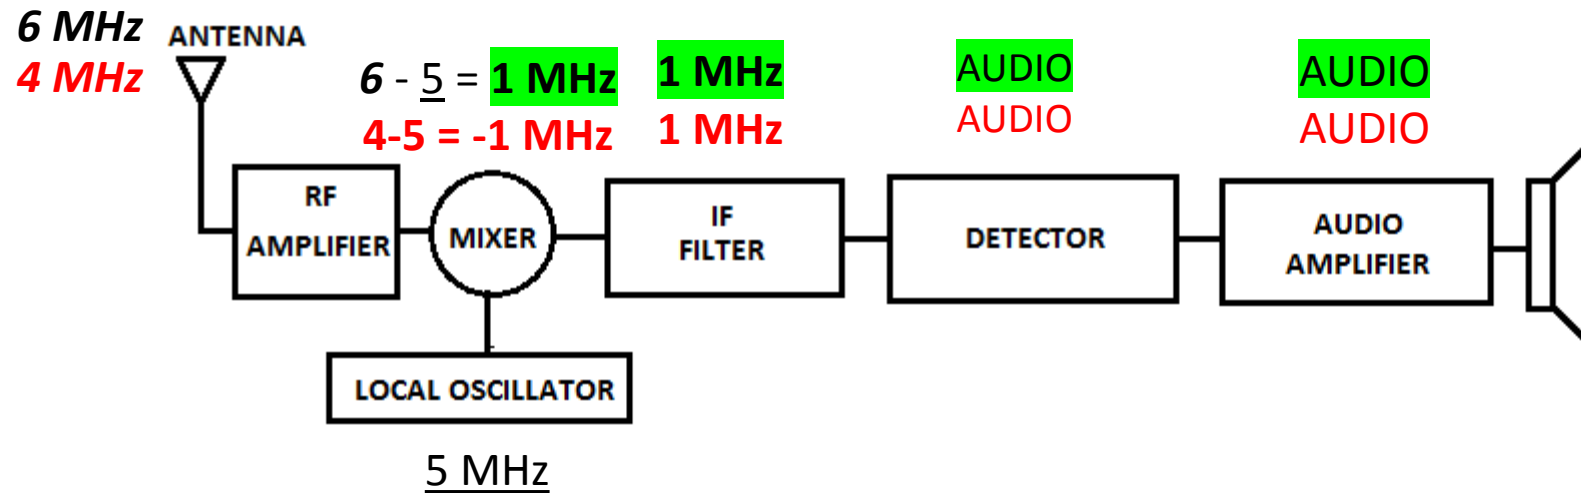 6 MHz
4 MHz
ANTENNA
6 - 5 = 1 MHz
4-5 = -1 MHz
1 MHz
1 MHz
AUDIO
AUDIO
AUDIO
AUDIO
RF
AMPLIFIER
MIXER
IF
FILTER
DETECTOR
AUDIO
AMPLIFIER
LOCAL OSCILLATOR
5 MHz